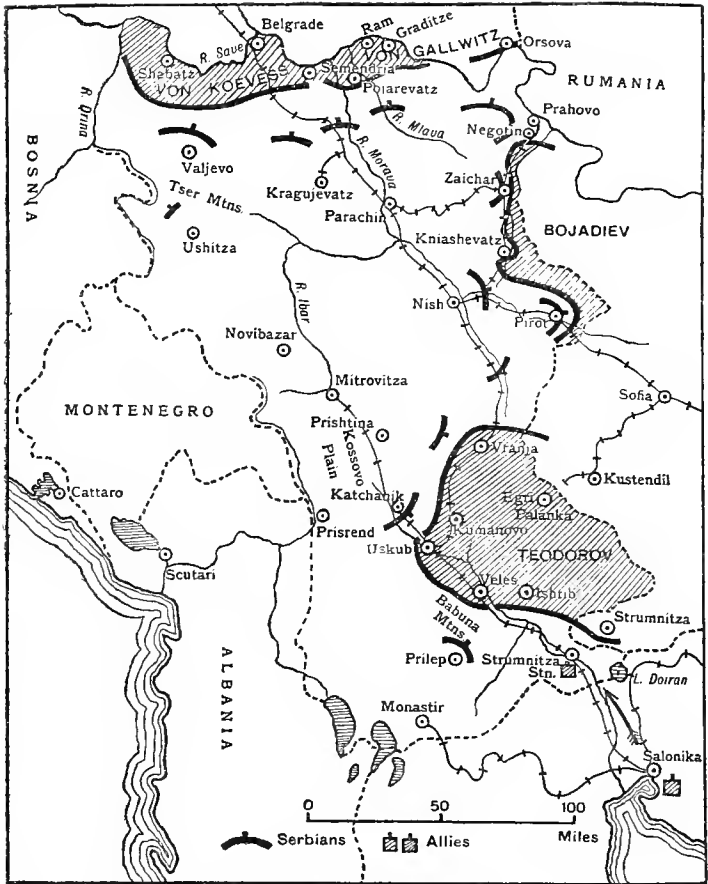 Belgrade
Ram
Graditze
R. Save
VON GALLWITZ
Orsova
Shabatz
VON KOEVESS
Semendria
Pojarevatz
RUMANIA
R. Drina
R. Mlava
Prahovo
Negotin
BOSNIA
Valjevo
R. Morava
Zaichar
Tser Mtns.
Kragujevatz
Parachin
BOJADIEV
Ushitza
Kniashevatz
R. Ibar
Nish
Pirot
Novibazar
Mitrovitza
Sofia
MONTENEGRO
Prishtina
Kossovo
Plain
Vranja
Kustendil
Cattaro
Katchanik
Egri
Palanka
Prisrend
Kumanovo
Uskub
TEODOROV
Scutari
Veles
Ishtib
Babuna
Mtns.
Strumnitza
ALBANIA
Prilep
Strumnitza
Stn.
L. Doiran
Monastir
Salonika
0 50 100
Miles
Serbians
Allies